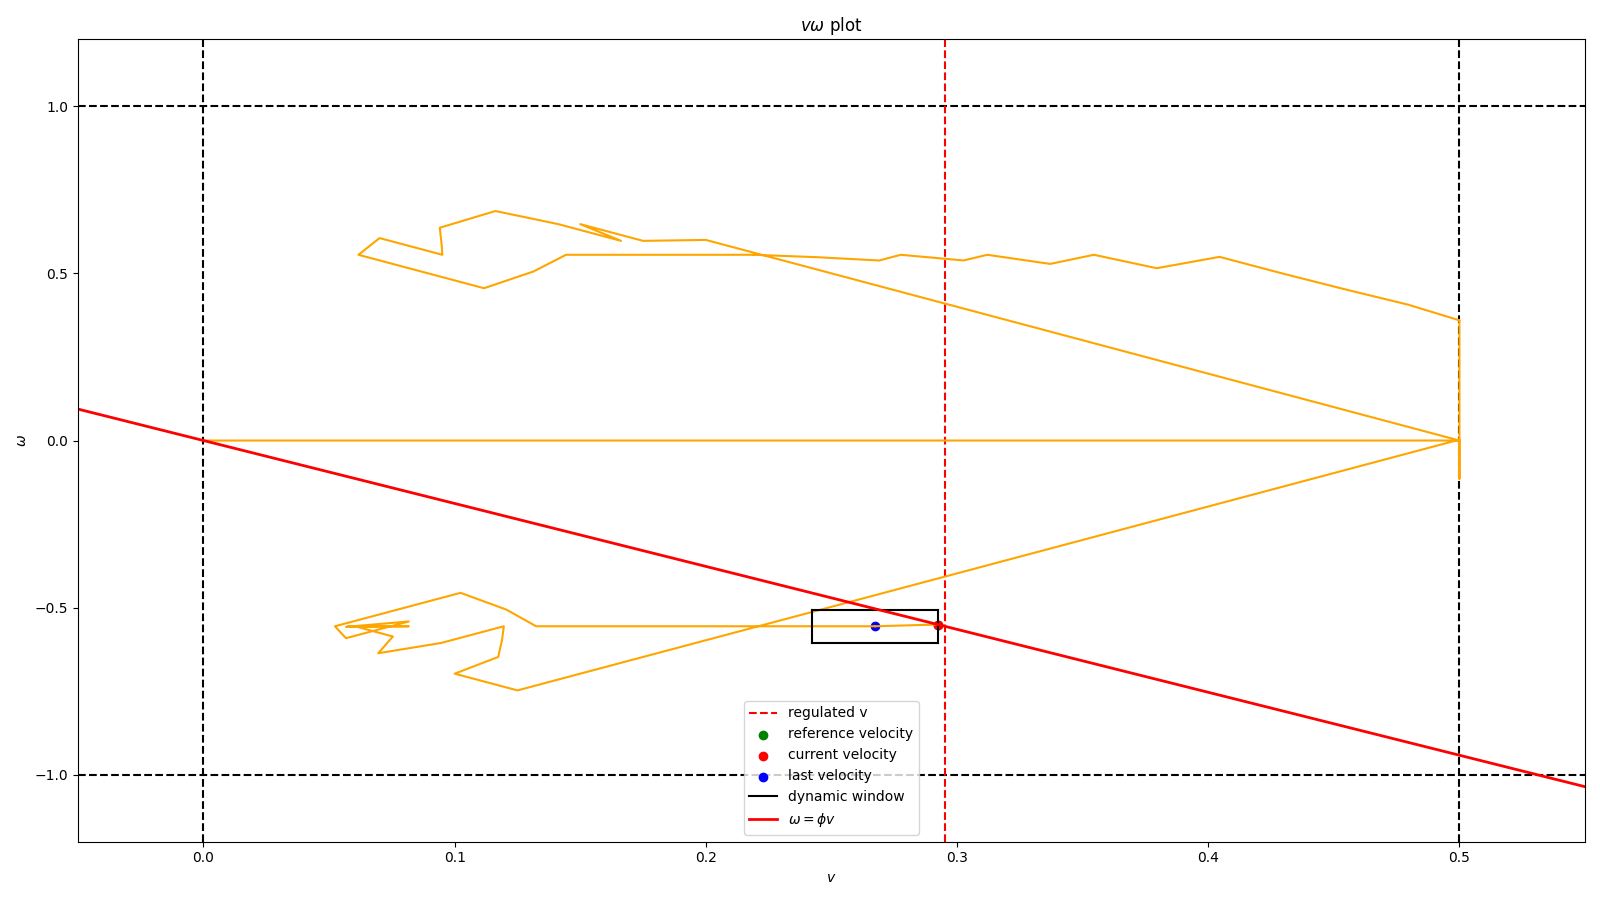 vω plot
1.0
0.5
0.0
−0.5
−1.0
ω
0.0
0.1
0.2
0.3
0.4
0.5
v
regulated v
reference velocity
current velocity
last velocity
dynamic window
ω = ϕv